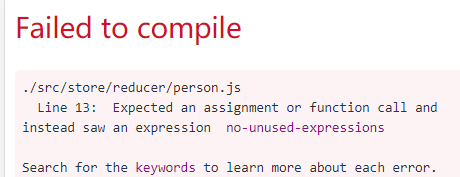 Failed to compile
./src/store/reducer/person.js
  Line 13:  Expected an assignment or function call and
instead saw an expression  no-unused-expressions
Search for the keywords to learn more about each error.